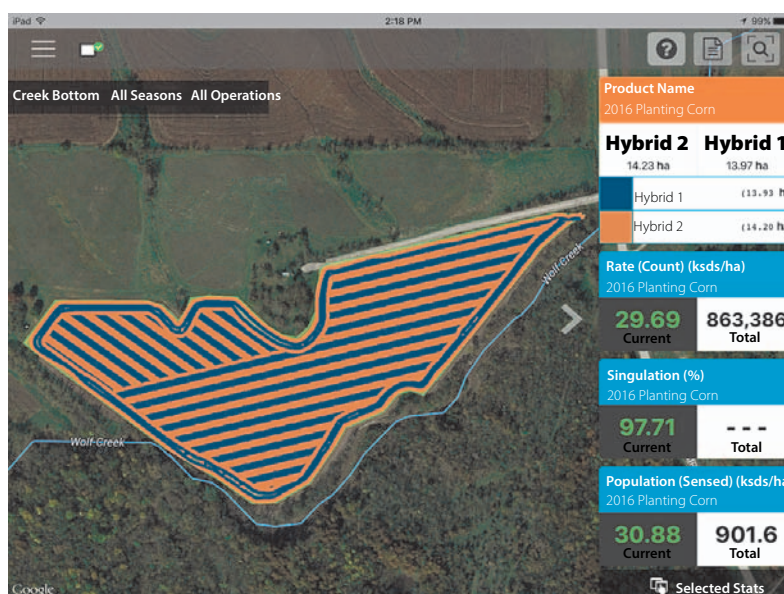 iPad 2:18 PM 99%
Creek Bottom All Seasons All Operations
Product Name
2016 Planting Corn
Hybrid 2 Hybrid 1
14.23 ha 13.97 ha
Hybrid 1 (13.93 h
Hybrid 2 (14.20 h
Wolf Creek
Rate (Count) (ksds/ha)
2016 Planting Corn
29.69 863,386
Current Total
Singulation (%)
2016 Planting Corn
97.71 ---
Current Total
Wolf Creek
Population (Sensed) (ksds/ha
2016 Planting Corn
30.88 901.6
Current Total
Google
Selected Stats